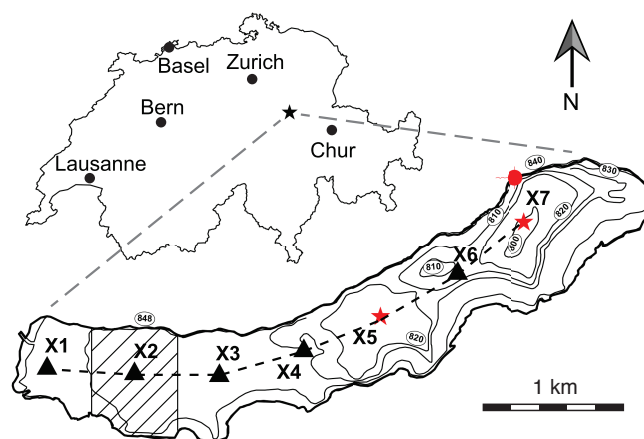 Basel
Zurich
Bern
Lausanne
Chur
N
840
830
X7
810
820
800
X6
810
848
X1
X2
X3
X4
X5
820
1 km